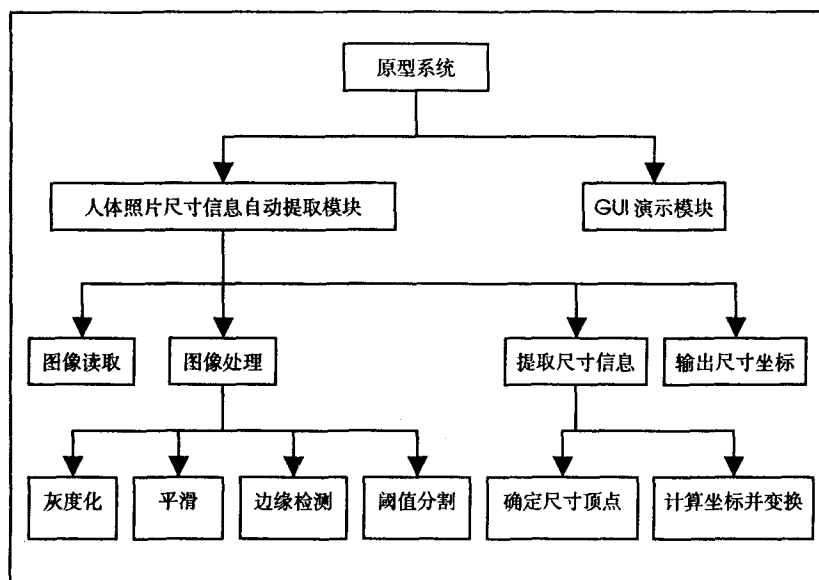 原型系统
人体照片尺寸信息自动提取模块
GUI 演示模块
图像读取
图像处理
提取尺寸信息
输出尺寸坐标
灰度化
平滑
边缘检测
阈值分割
确定尺寸顶点
计算坐标并变换